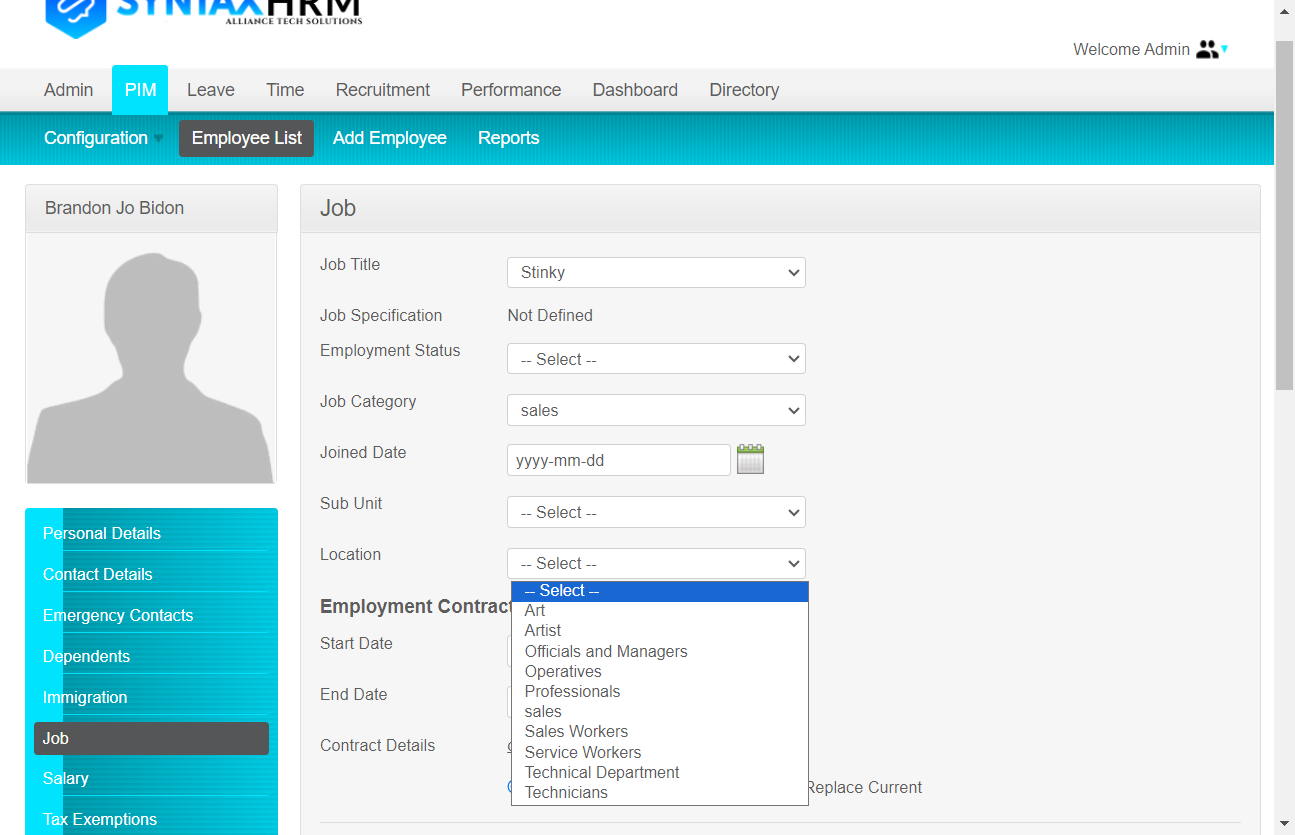 SYNTAXHRM
ALLIANCE TECH SOLUTIONS
Welcome Admin
Admin PIM Leave Time Recruitment Performance Dashboard Directory
Configuration Employee List Add Employee Reports
Brandon Jo Bidon
Job
Job Title Stinky
Job Specification Not Defined
Employment Status -- Select --
Job Category sales
Joined Date yyyy-mm-dd
Sub Unit -- Select --
Location -- Select --
-- Select --
Art
Artist
Officials and Managers
Operatives
Professionals
sales
Sales Workers
Service Workers
Technical Department
Technicians
Employment Contract
Start Date
End Date
Contract Details
Replace Current
Personal Details
Contact Details
Emergency Contacts
Dependents
Immigration
Job
Salary
Tax Exemptions